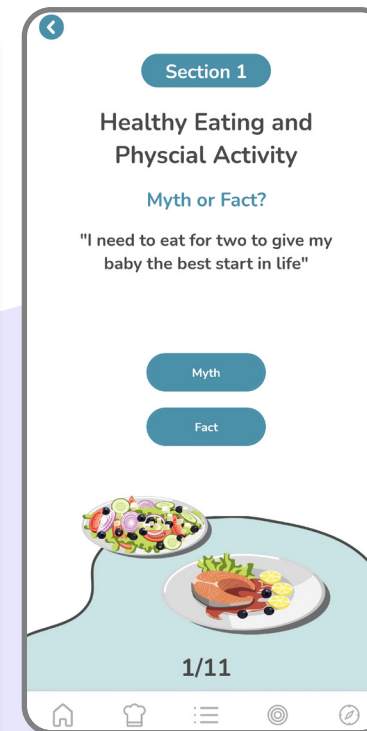 Section 1
Healthy Eating and
Physcial Activity
Myth or Fact?
"I need to eat for two to give my
baby the best start in life"
Myth
Fact
1/11